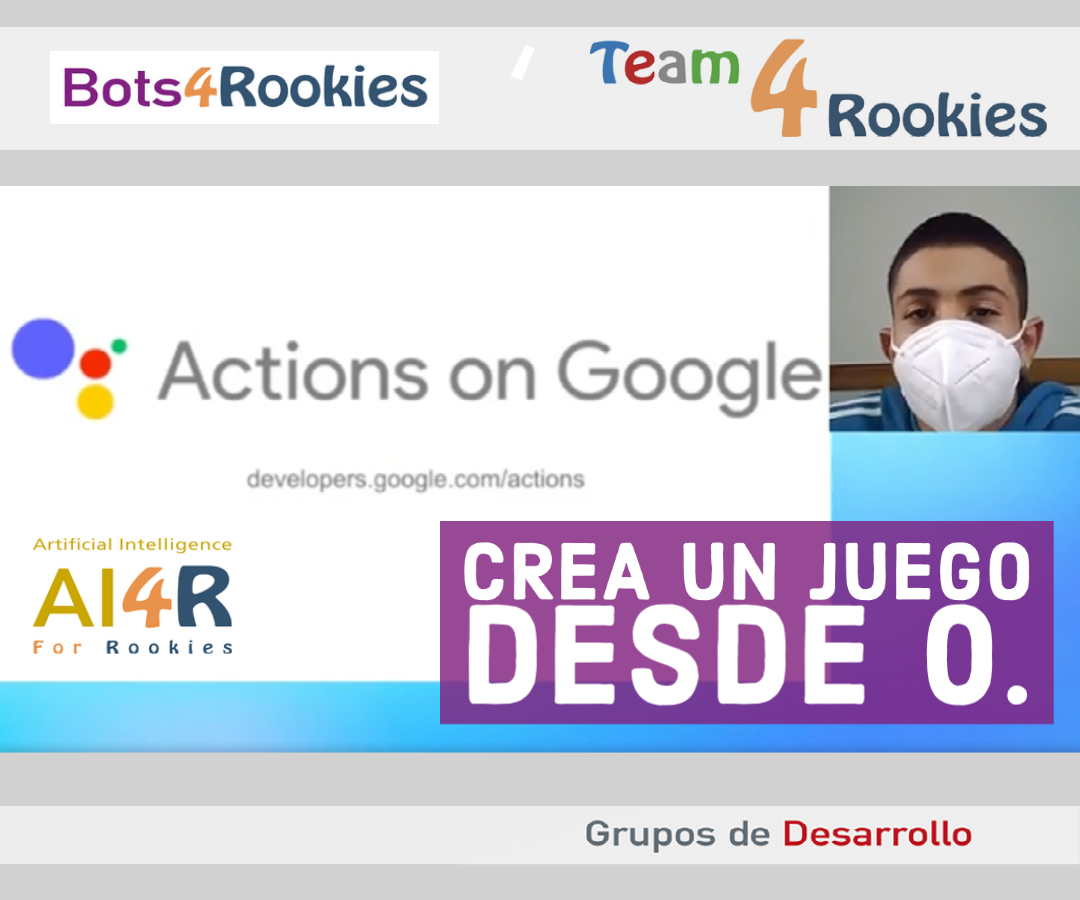 Bots4Rookies
Team 4 Rookies
Actions on Google
developers.google.com/actions
Artificial Intelligence
AI4R
For Rookies
CREA UN JUEGO
DESDE 0.
Grupos de Desarrollo